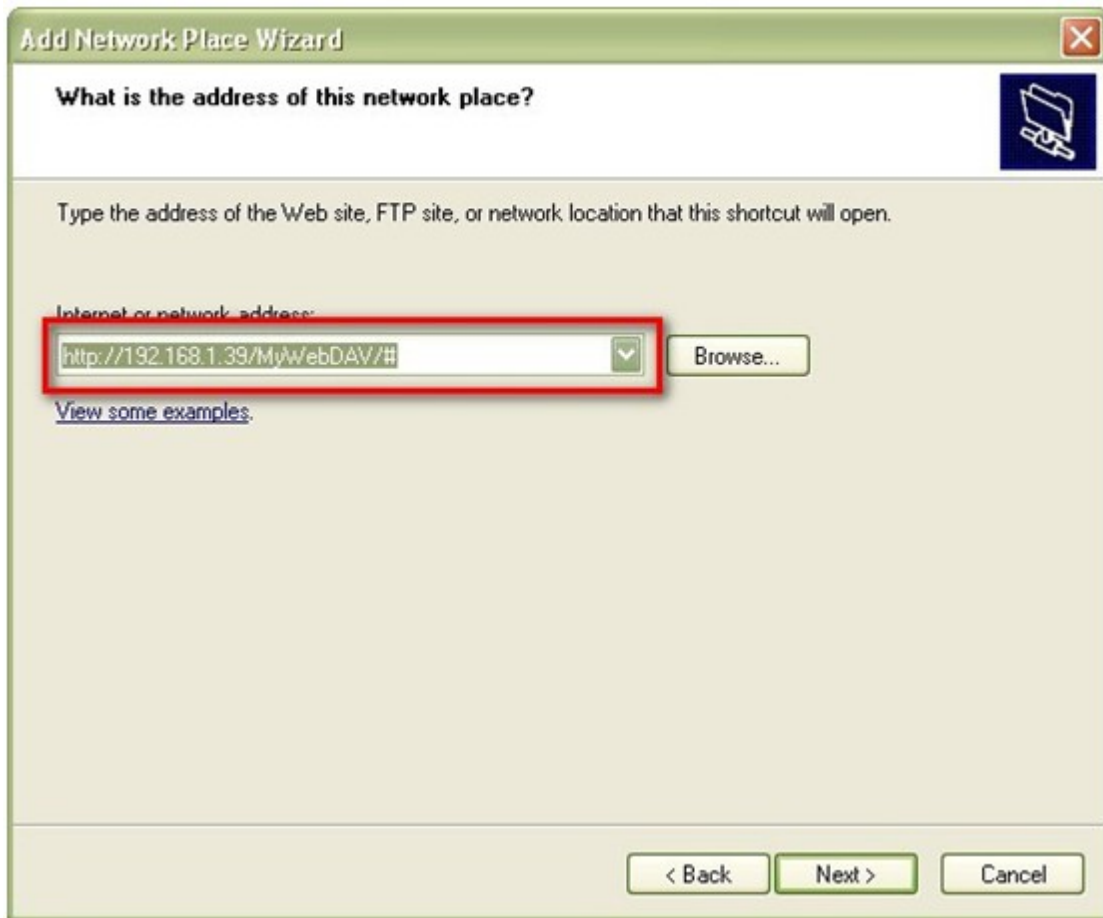 Add Network Place Wizard
What is the address of this network place?
Type the address of the Web site, FTP site, or network location that this shortcut will open.
Internet or network address:
http://192.168.1.39/MyWebDAV/#
Browse...
View some examples.
< Back
Next >
Cancel